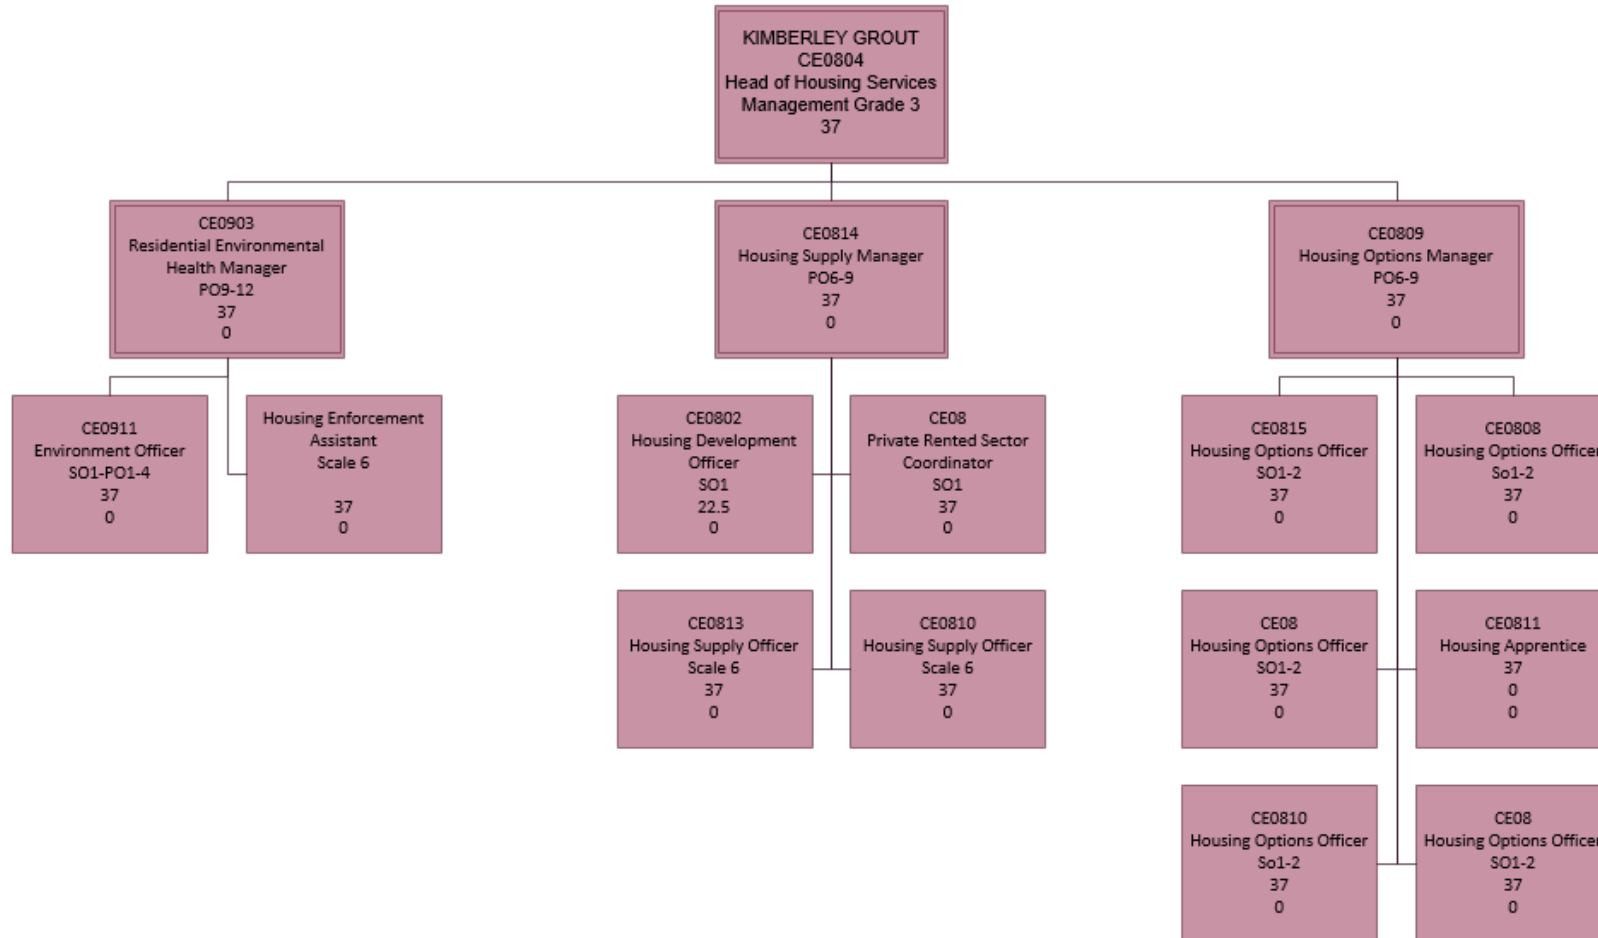 KIMBERLEY GROUT
CE0804
Head of Housing Services
Management Grade 3
37
CE0903
Residential Environmental
Health Manager
PO9-12
37
0
CE0814
Housing Supply Manager
PO6-9
37
0
CE0809
Housing Options Manager
PO6-9
37
0
CE0911
Environment Officer
SO1-PO1-4
37
0
Housing Enforcement
Assistant
Scale 6
37
0
CE0802
Housing Development
Officer
SO1
22.5
0
CE08
Private Rented Sector
Coordinator
SO1
37
0
CE0815
Housing Options Officer
SO1-2
37
0
CE0808
Housing Options Officer
So1-2
37
0
CE0813
Housing Supply Officer
Scale 6
37
0
CE0810
Housing Supply Officer
Scale 6
37
0
CE08
Housing Options Officer
SO1-2
37
0
CE0811
Housing Apprentice
37
0
0
CE0810
Housing Options Officer
So1-2
37
0
CE08
Housing Options Officer
SO1-2
37
0